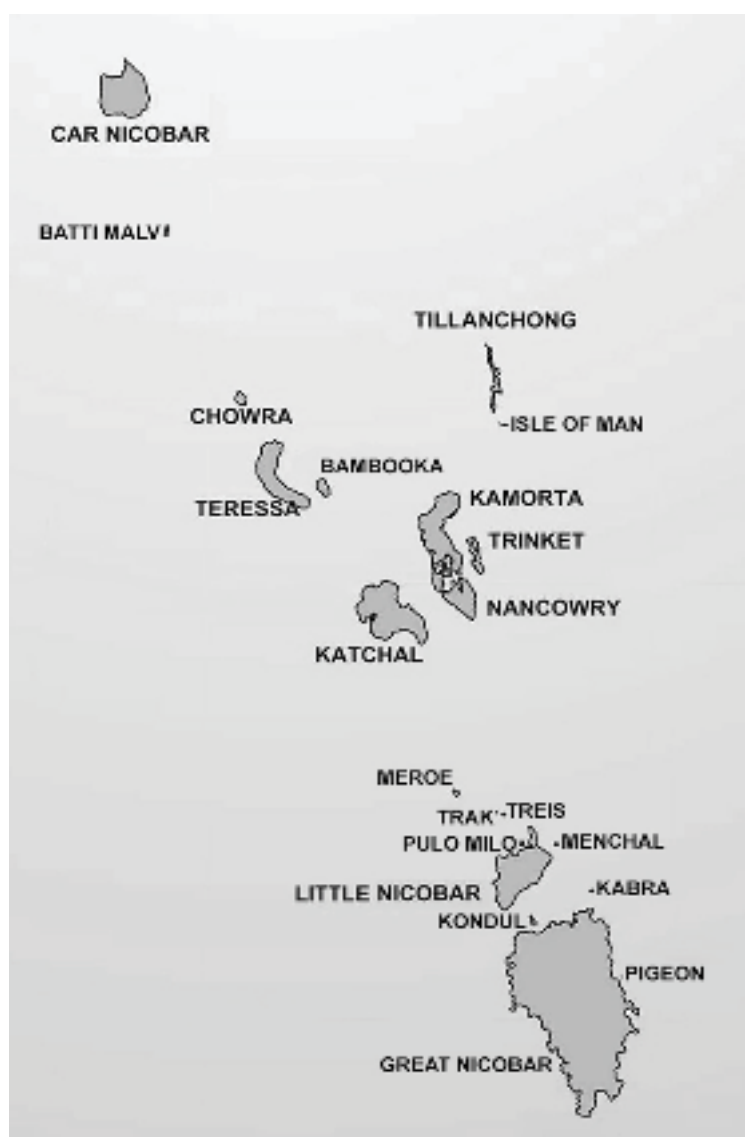 CAR NICOBAR
BATTI MALV
TILLANCHONG
CHOWRA
ISLE OF MAN
BAMBOOKA
TERESSA
KAMORTA
TRINKET
NANCOWRY
KATCHAL
MEROE
TRAK
TREIS
PULO MILO
MENCHAL
LITTLE NICOBAR
KABRA
KONDUL
PIGEON
GREAT NICOBAR